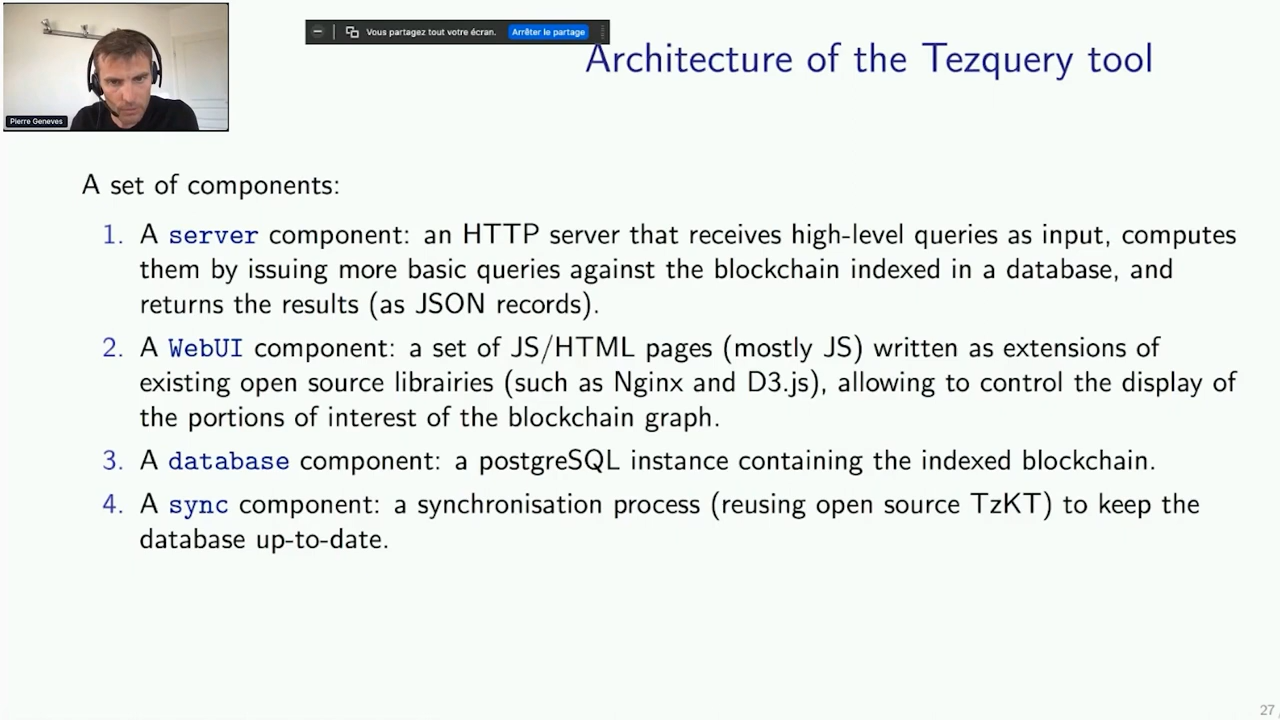 Vous partagez tout votre écran. Arrêter le partage
Architecture of the Tezquery tool
Pierre Geneves
A set of components:
1. A server component: an HTTP server that receives high-level queries as input, computes
them by issuing more basic queries against the blockchain indexed in a database, and
returns the results (as JSON records).
2. A WebUI component: a set of JS/HTML pages (mostly JS) written as extensions of
existing open source librairies (such as Nginx and D3.js), allowing to control the display of
the portions of interest of the blockchain graph.
3. A database component: a postgreSQL instance containing the indexed blockchain.
4. A sync component: a synchronisation process (reusing open source TzKT) to keep the
database up-to-date.
27